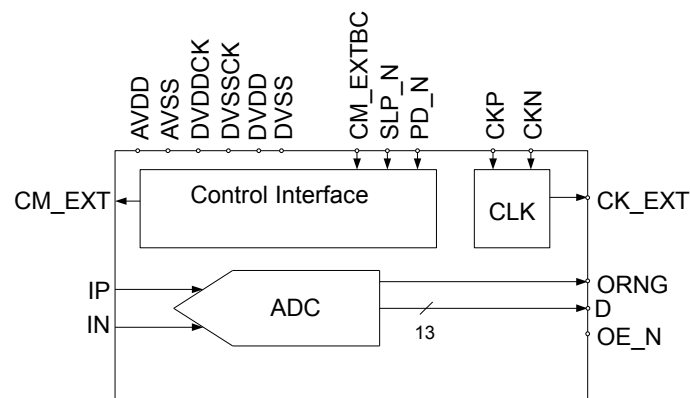 AVDD
AVSS
DVDDCK
DVSSCK
DVDD
DVSS
CM_EXTBC
SLP_N
PD_N
CKP
CKN
CM_EXT
Control Interface
CLK
CK_EXT
IP
IN
ADC
13
ORNG
D
OE_N